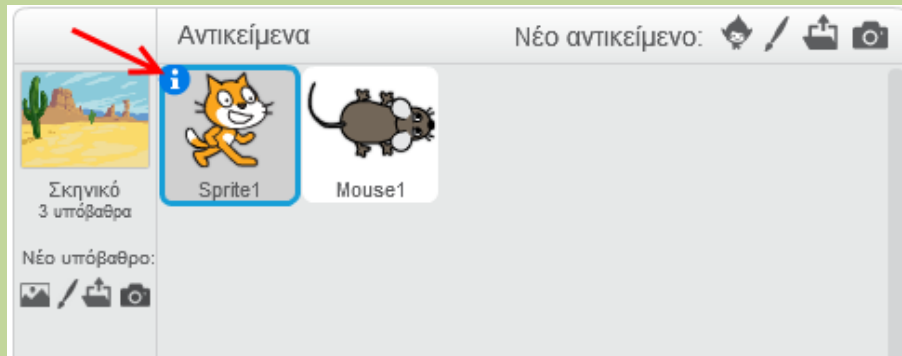 Αντικείμενα
Νέο αντικείμενο:
Sprite1
Mouse1
Σκηνικό
3 υπόβαθρα
Νέο υπόβαθρο: